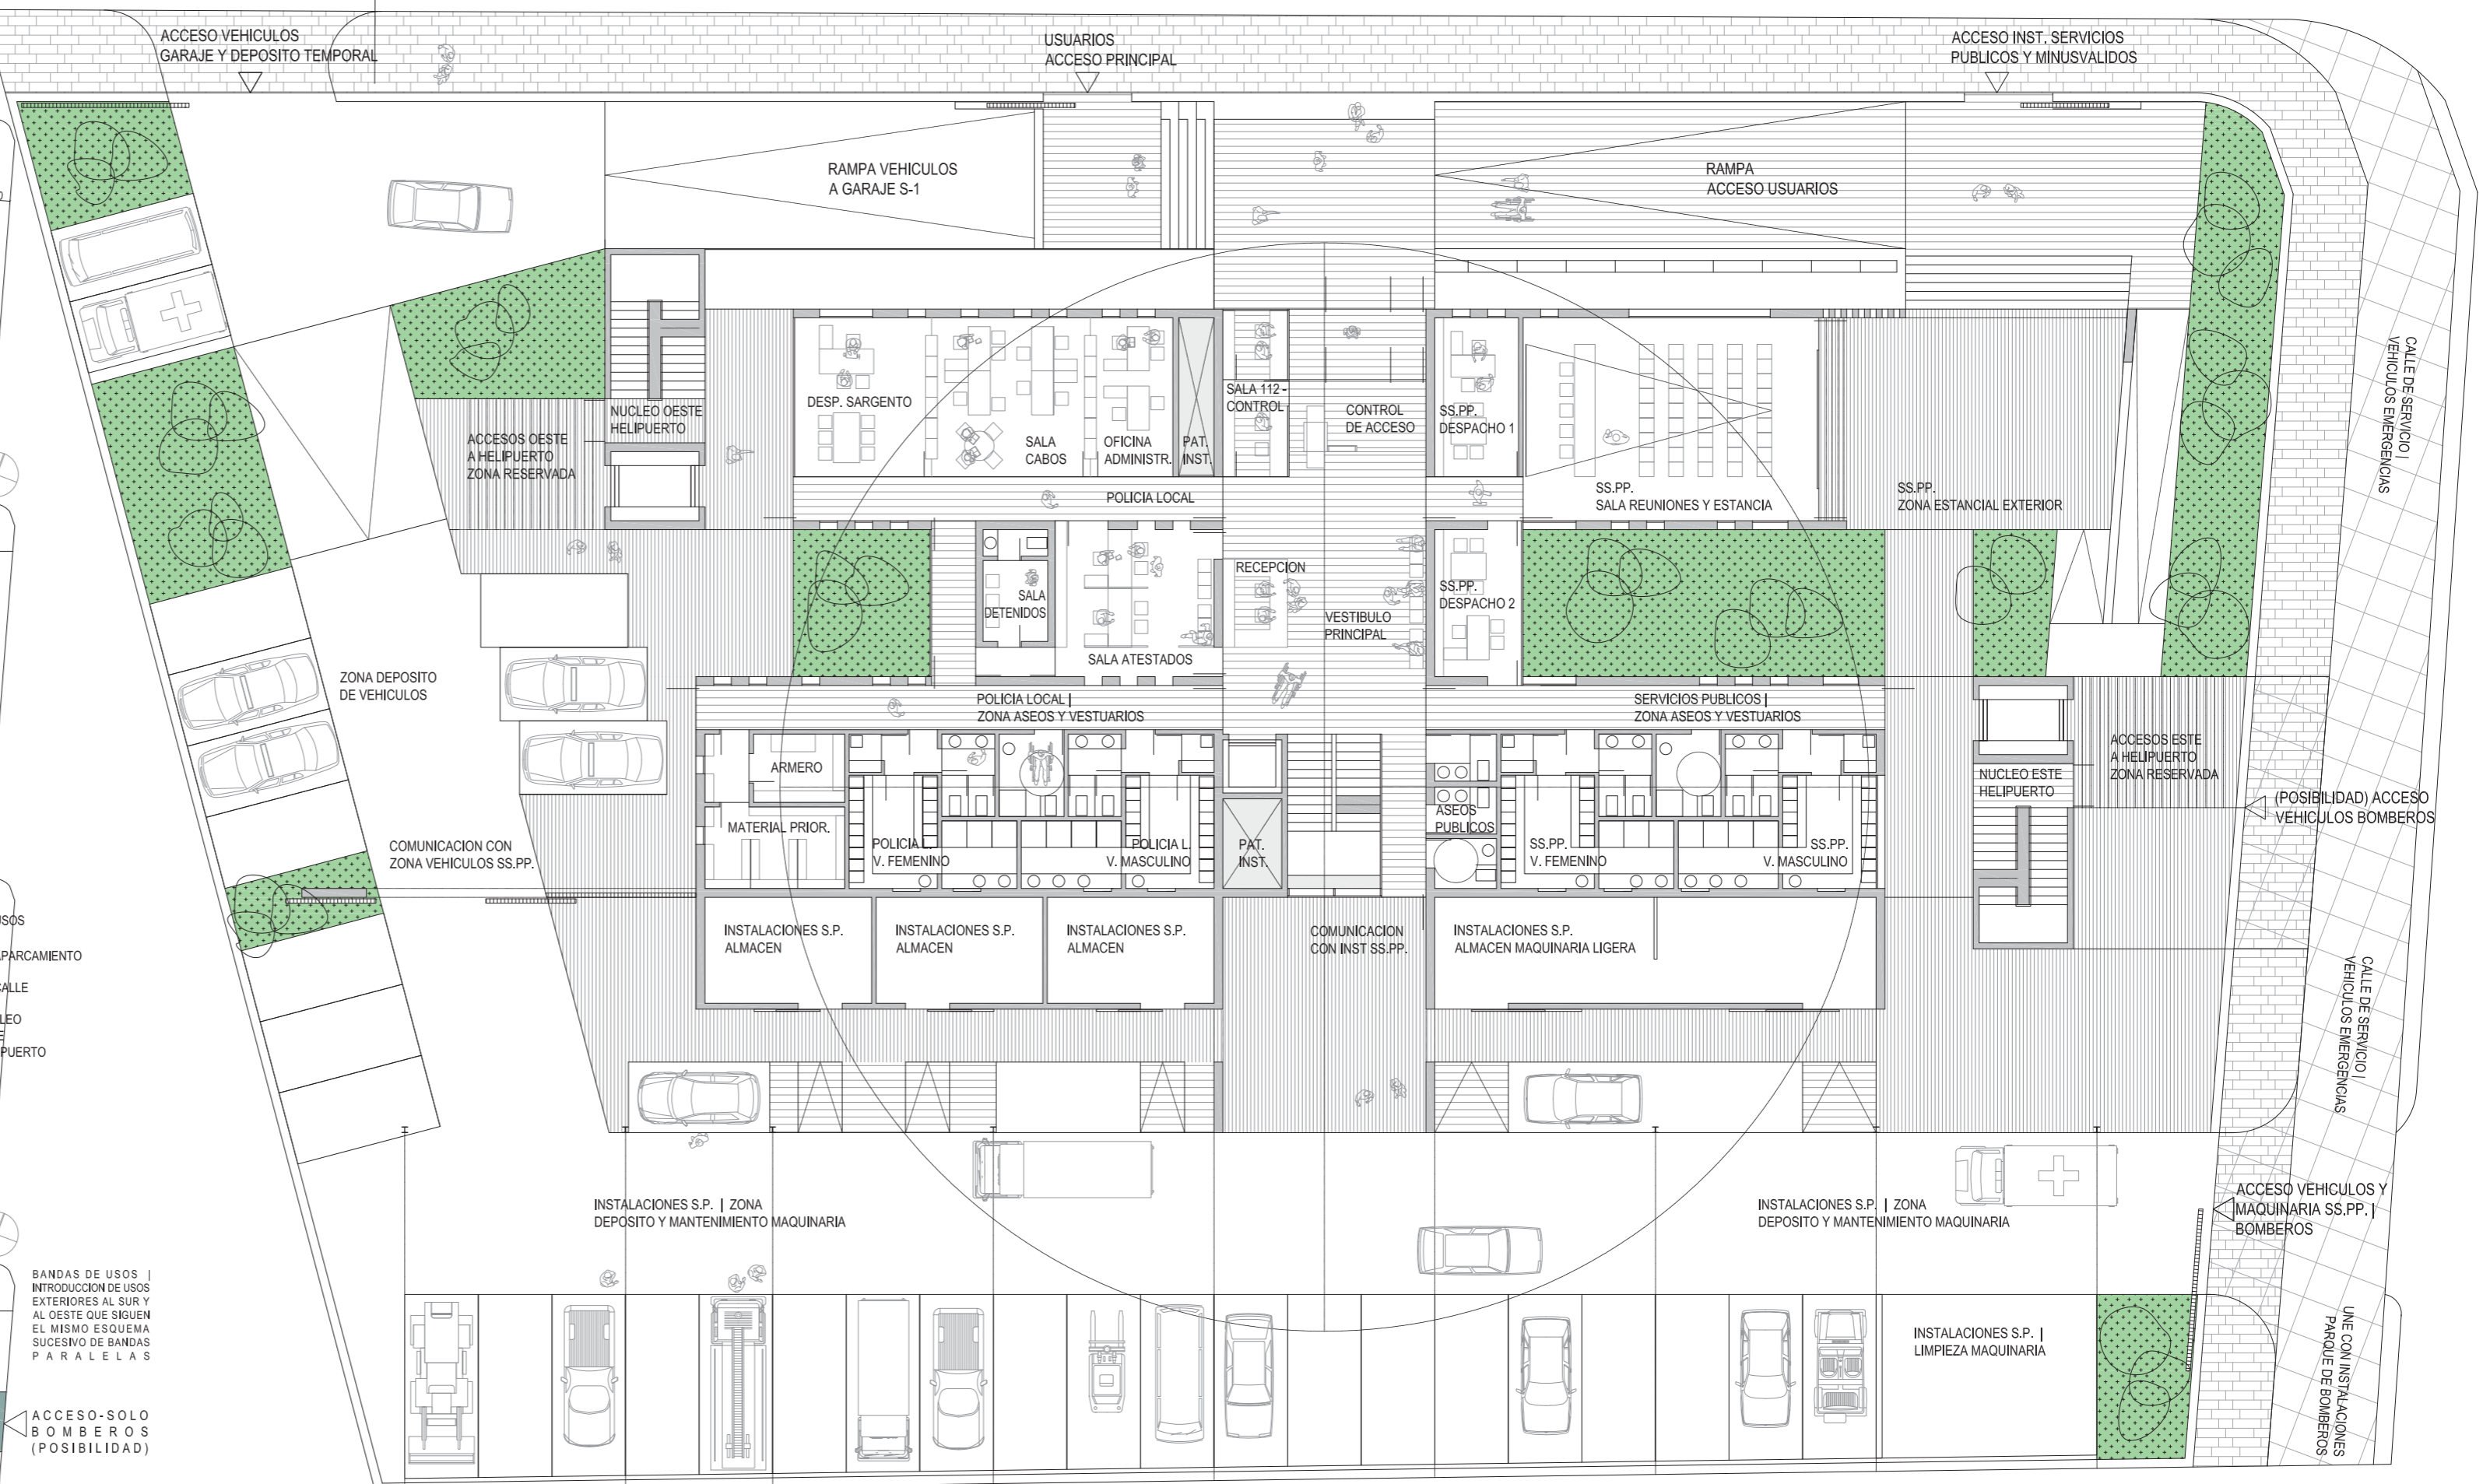 ACCESO VEHICULOS
GARAJE Y DEPOSITO TEMPORAL
USUARIOS
ACCESO PRINCIPAL
ACCESO INST. SERVICIOS
PUBLICOS Y MINUSVALIDOS
RAMPA VEHICULOS
A GARAJE S-1
RAMPA
ACCESO USUARIOS
CALLE DE SERVICIO |
VEHICULOS EMERGENCIAS
NUCLEO OESTE
HELIPUERTO
ACCESOS OESTE
A HELIPUERTO
ZONA RESERVADA
DESP. SARGENTO
SALA
CABOS
OFICINA
ADMINISTR.
PAT.
INST.
SALA 112 -
CONTROL
CONTROL
DE ACCESO
SS.PP.
DESPACHO 1
SS.PP.
SALA REUNIONES Y ESTANCIA
SS.PP.
ZONA ESTANCIAL EXTERIOR
POLICIA LOCAL
RECEPCION
SALA
DETENIDOS
SALA ATESTADOS
VESTIBULO
PRINCIPAL
SS.PP.
DESPACHO 2
ZONA DEPOSITO
DE VEHICULOS
POLICIA LOCAL |
ZONA ASEOS Y VESTUARIOS
SERVICIOS PUBLICOS |
ZONA ASEOS Y VESTUARIOS
ARMERO
MATERIAL PRIOR.
POLICIA L.
V. FEMENINO
POLICIA L.
V. MASCULINO
PAT.
INST.
ASEOS
PUBLICOS
SS.PP.
V. FEMENINO
SS.PP.
V. MASCULINO
NUCLEO ESTE
HELIPUERTO
ACCESOS ESTE
A HELIPUERTO
ZONA RESERVADA
(POSIBILIDAD) ACCESO
VEHICULOS BOMBEROS
COMUNICACION CON
ZONA VEHICULOS SS.PP.
USOS
APARCAMIENTO
CALLE
INSTALACIONES S.P.
ALMACEN
INSTALACIONES S.P.
ALMACEN
INSTALACIONES S.P.
ALMACEN
COMUNICACION
CON INST SS.PP.
INSTALACIONES S.P.
ALMACEN MAQUINARIA LIGERA
CALLE DE SERVICIO |
VEHICULOS EMERGENCIAS
INSTALACIONES S.P. | ZONA
DEPOSITO Y MANTENIMIENTO MAQUINARIA
INSTALACIONES S.P. | ZONA
DEPOSITO Y MANTENIMIENTO MAQUINARIA
ACCESO VEHICULOS Y
MAQUINARIA SS.PP. |
BOMBEROS
BANDAS DE USOS |
INTRODUCCION DE USOS
EXTERIORES AL SUR Y
AL OESTE QUE SIGUEN
EL MISMO ESQUEMA
SUCESIVO DE BANDAS
PARALELAS
ACCESO-SOLO
BOMBEROS
(POSIBILIDAD)
INSTALACIONES S.P. |
LIMPIEZA MAQUINARIA
UNE CON INSTALACIONES
PARQUE DE BOMBEROS